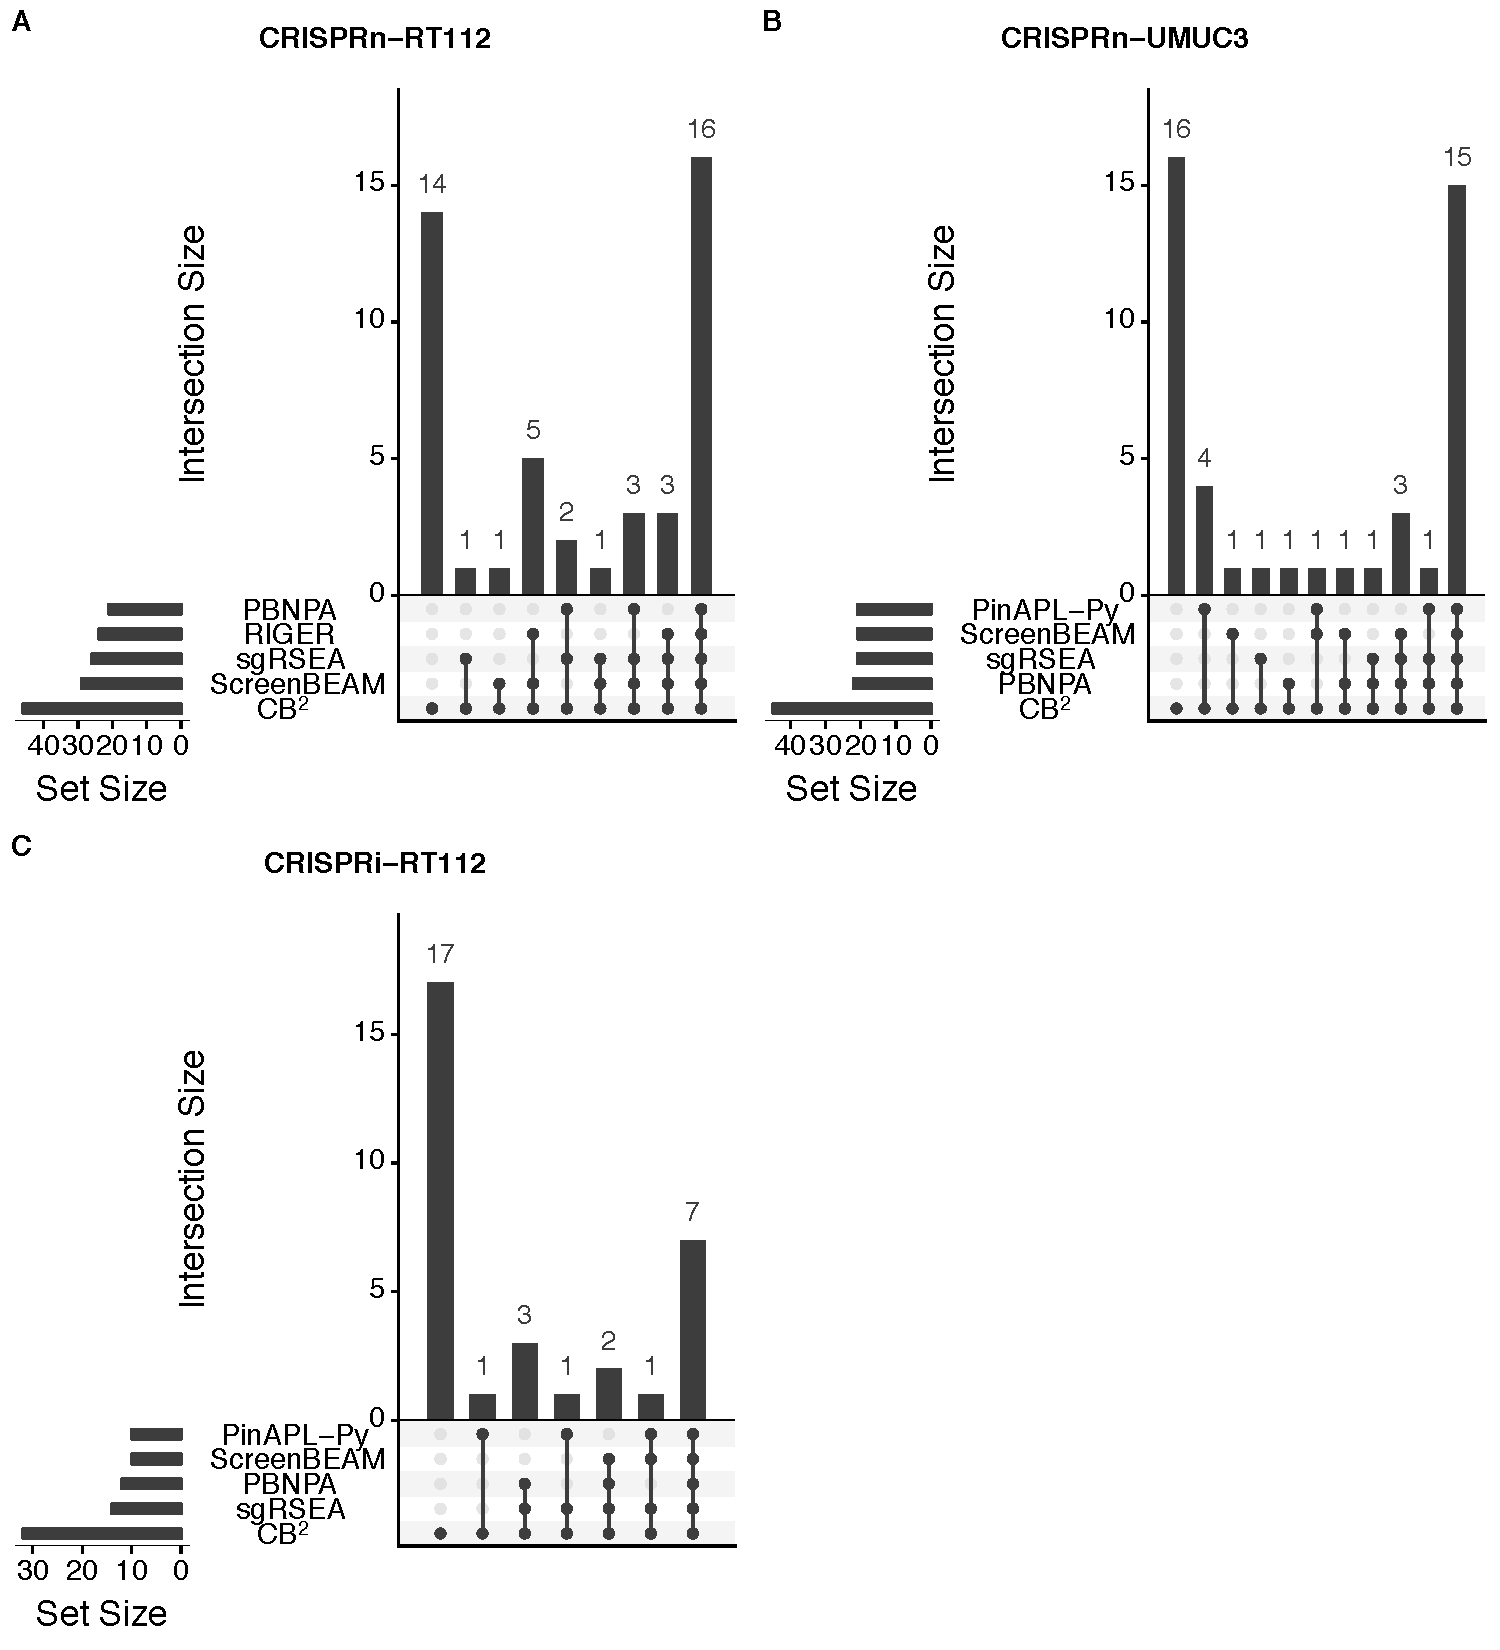 A
CRISPRn–RT112
Intersection Size
15
10
5
0
14
1
1
5
2
1
3
3
16
PBNPA
RIGER
sgRSEA
ScreenBEAM
CB²
40 30 20 10 0
Set Size
B
CRISPRn–UMUC3
Intersection Size
15
10
5
0
16
4
1
1
1
1
1
1
3
1
15
PinAPL–Py
ScreenBEAM
sgRSEA
PBNPA
CB²
40 30 20 10 0
Set Size
C
CRISPRi–RT112
Intersection Size
15
10
5
0
17
1
3
1
2
1
7
PinAPL–Py
ScreenBEAM
PBNPA
sgRSEA
CB²
30 20 10 0
Set Size